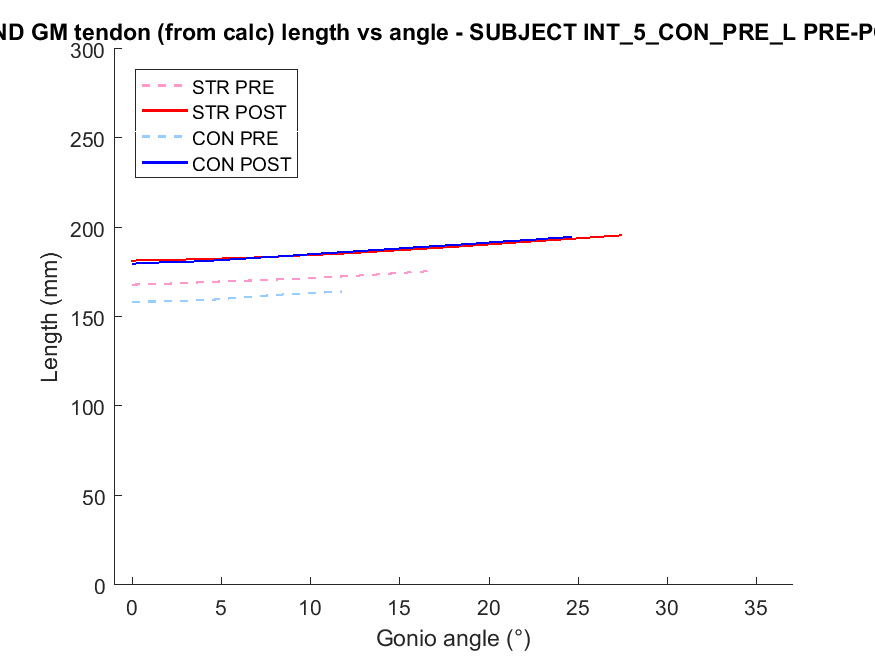 ND GM tendon (from calc) length vs angle - SUBJECT INT_5_CON_PRE_L PRE-PO
300
250
200
150
100
50
0
STR PRE
STR POST
CON PRE
CON POST
Length (mm)
0 5 10 15 20 25 30 35
Gonio angle (°)